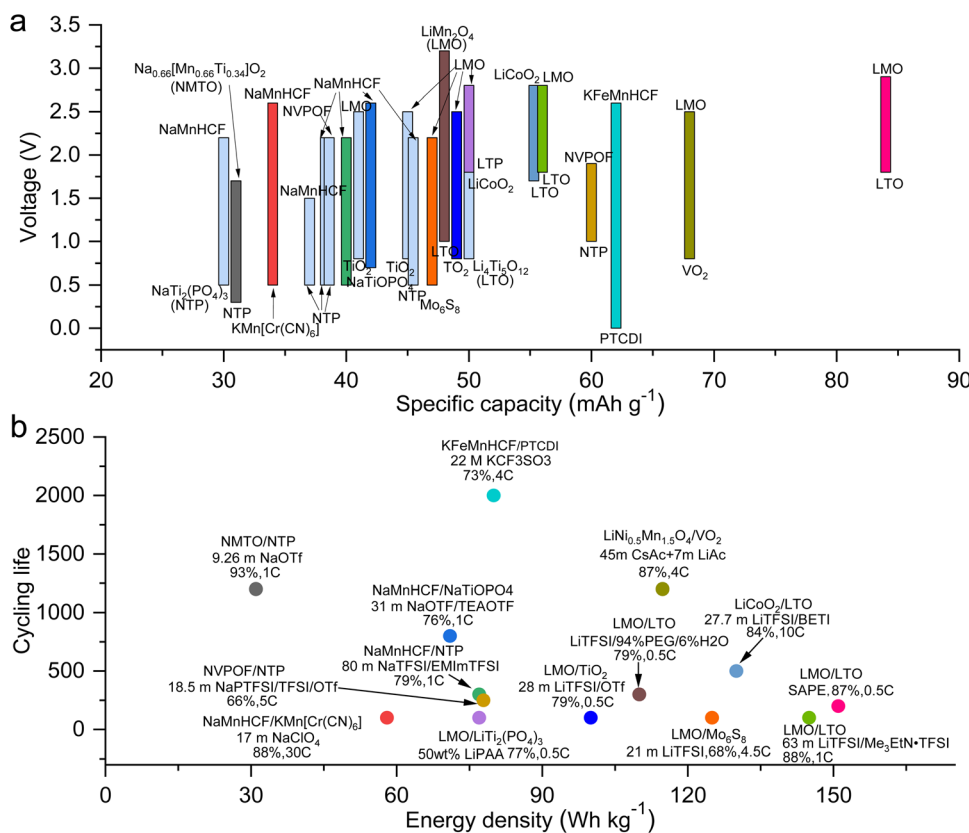 a
3.5
3.0
2.5
2.0
1.5
1.0
0.5
0.0
Voltage (V)
20
30
40
50
60
70
80
90
Specific capacity (mAh g⁻¹)
Na₀.₆₆[Mn₀.₆₆Ti₀.₃₄]O₂
(NMTO)
NaMnHCF
NaTi₂(PO₄)₃
(NTP)
NTP
NaMnHCF
KMn[Cr(CN)₆]
NaMnHCF
NVPOF
LMO
NaMnHCF
NTP
TiO₂
NaTiOPO₄
LiMn₂O₄
(LMO)
LMO
TiO₂
NTP
Mo₆S₈
LTO
TO₂
LTP
LiCoO₂
Li₄Ti₅O₁₂
(LTO)
LiCoO₂
LMO
LTO
LTO
NVPOF
NTP
KFeMnHCF
PTCDI
LMO
VO₂
LMO
LTO
b
2500
2000
1500
1000
500
0
Cycling life
0
30
60
90
120
150
Energy density (Wh kg⁻¹)
KFeMnHCF/PTCDI
22 M KCF3SO3
73%,4C
NMTO/NTP
9.26 m NaOTf
93%,1C
LiNi₀.₅Mn₁.₅O₄/VO₂
45m CsAc+7m LiAc
87%,4C
NaMnHCF/NaTiOPO4
31 m NaOTF/TEAOTF
76%,1C
NaMnHCF/NTP
80 m NaTFSI/EMImTFSI
79%,1C
NVPOF/NTP
18.5 m NaPTFSI/TFSI/OTf
66%,5C
NaMnHCF/KMn[Cr(CN)₆]
17 m NaClO₄
88%,30C
LMO/LiTi₂(PO₄)₃
50wt% LiPAA 77%,0.5C
LMO/TiO₂
28 m LiTFSI/OTf
79%,0.5C
LMO/LTO
LiTFSI/94%PEG/6%H2O
79%,0.5C
LiCoO₂/LTO
27.7 m LiTFSI/BETI
84%,10C
LMO/Mo₆S₈
21 m LiTFSI,68%,4.5C
LMO/LTO
SAPE,87%,0.5C
LMO/LTO
63 m LiTFSI/Me₃EtN•TFSI
88%,1C